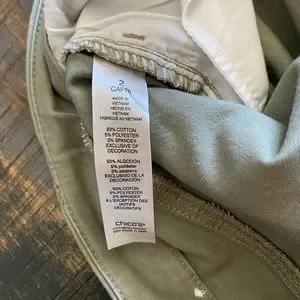 2
CAPRI
MADE IN
VIETNAM
HECHO EN
VIETNAM
FABRIQUÉ AU VIETNAM
93% COTTON
5% POLYESTER
2% SPANDEX
EXCLUSIVE OF
DECORATION
93% ALGODON
5% poliéster
2% elastano
EXCLUSIVO DE LA
DECORACIÓN
93% COTON
5% POLYESTER
2% SPANDEX
A L'EXCEPTION DES
MOTIFS DÉCORATIFS
chico's